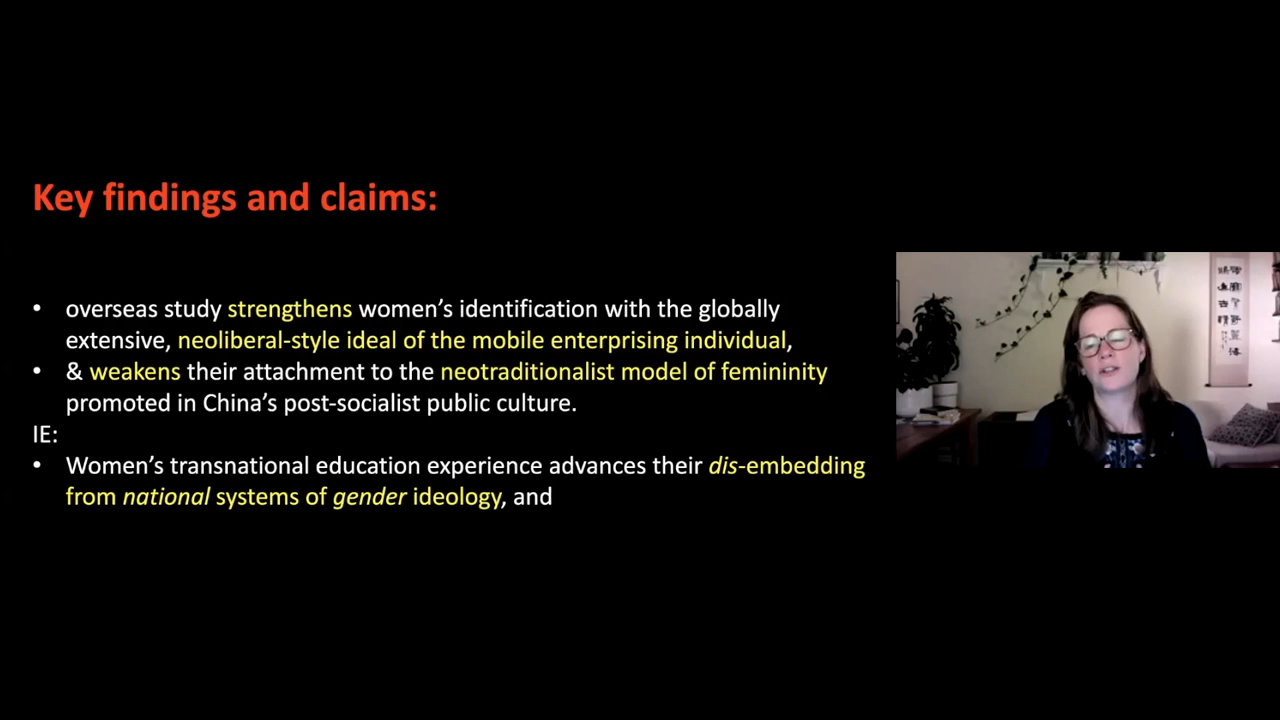 Key findings and claims:
• overseas study strengthens women’s identification with the globally
extensive, neoliberal-style ideal of the mobile enterprising individual,
• & weakens their attachment to the neotraditionalist model of femininity
promoted in China’s post-socialist public culture.
IE:
• Women’s transnational education experience advances their dis-embedding
from national systems of gender ideology, and